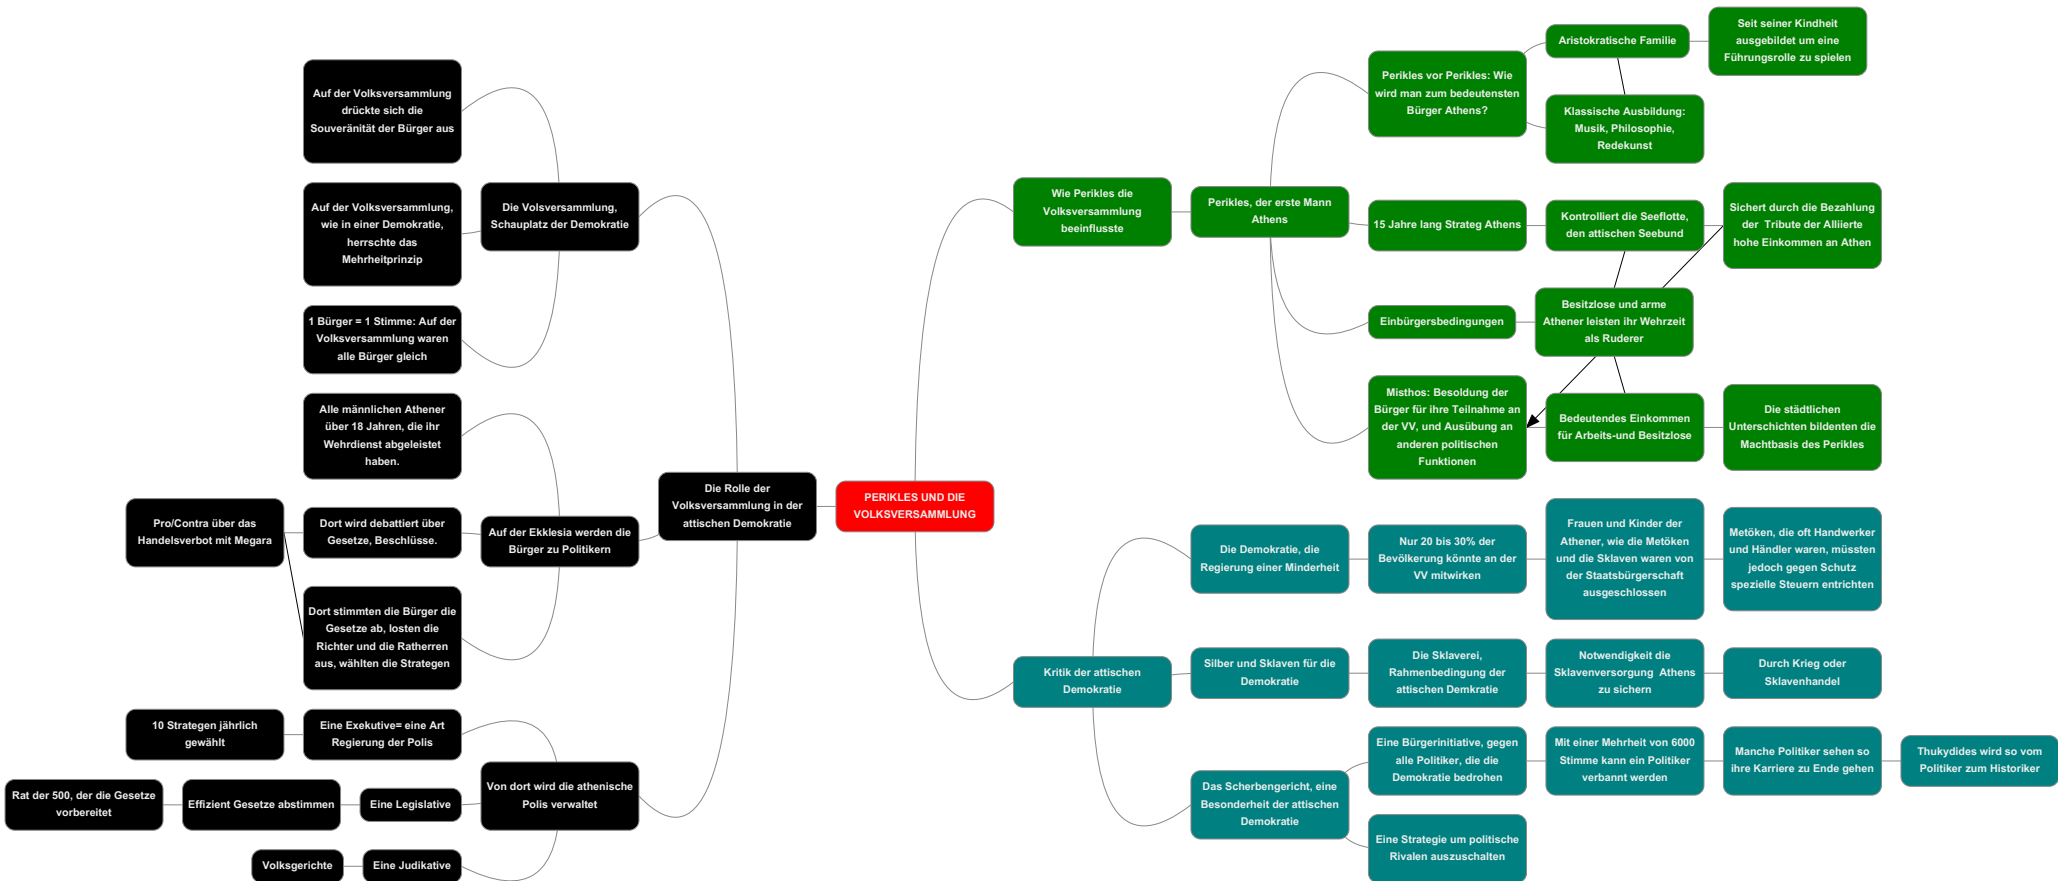 PERIKLES UND DIE
VOLKSVERSAMMLUNG
Die Rolle der
Volksversammlung in der
attischen Demokratie
Die Volsversammlung,
Schauplatz der Demokratie
Auf der Volksversammlung
drückte sich die
Souveränität der Bürger aus
Auf der Volksversammlung,
wie in einer Demokratie,
herrschte das
Mehrheitprinzip
1 Bürger = 1 Stimme: Auf der
Volksversammlung waren
alle Bürger gleich
Auf der Ekklesia werden die
Bürger zu Politikern
Alle männlichen Athener
über 18 Jahren, die ihr
Wehrdienst abgeleistet
haben.
Dort wird debattiert über
Gesetze, Beschlüsse.
Pro/Contra über das
Handelsverbot mit Megara
Dort stimmten die Bürger die
Gesetze ab, losten die
Richter und die Ratherren
aus, wählten die Strategen
Von dort wird die athenische
Polis verwaltet
Eine Exekutive= eine Art
Regierung der Polis
10 Strategen jährlich
gewählt
Eine Legislative
Effizient Gesetze abstimmen
Rat der 500, der die Gesetze
vorbereitet
Eine Judikative
Volksgerichte
Wie Perikles die
Volksversammlung
beeinflusste
Perikles, der erste Mann
Athens
Perikles vor Perikles: Wie
wird man zum bedeutensten
Bürger Athens?
Aristokratische Familie
Seit seiner Kindheit
ausgebildet um eine
Führungsrolle zu spielen
Klassische Ausbildung:
Musik, Philosophie,
Redekunst
15 Jahre lang Strateg Athens
Kontrolliert die Seeflotte,
den attischen Seebund
Sichert durch die Bezahlung
der Tribute der Alliierte
hohe Einkommen an Athen
Einbürgersbedingungen
Besitzlose und arme
Athener leisten ihr Wehrzeit
als Ruderer
Misthos: Besoldung der
Bürger für ihre Teilnahme an
der VV, und Ausübung an
anderen politischen
Funktionen
Bedeutendes Einkommen
für Arbeits-und Besitzlose
Die städtlichen
Unterschichten bildenten die
Machtbasis des Perikles
Kritik der attischen
Demokratie
Die Demokratie, die
Regierung einer Minderheit
Nur 20 bis 30% der
Bevölkerung könnte an der
VV mitwirken
Frauen und Kinder der
Athener, wie die Metöken
und die Sklaven waren von
der Staatsbürgerschaft
ausgeschlossen
Metöken, die oft Handwerker
und Händler waren, müssten
jedoch gegen Schutz
spezielle Steuern entrichten
Silber und Sklaven für die
Demokratie
Die Sklaverei,
Rahmenbedingung der
attischen Demkratie
Notwendigkeit die
Sklavenversorgung Athens
zu sichern
Durch Krieg oder
Sklavenhandel
Das Scherbengericht, eine
Besonderheit der attischen
Demokratie
Eine Bürgerinitiative, gegen
alle Politiker, die die
Demokratie bedrohen
Mit einer Mehrheit von 6000
Stimme kann ein Politiker
verbannt werden
Manche Politiker sehen so
ihre Karriere zu Ende gehen
Thukydides wird so vom
Politiker zum Historiker
Eine Strategie um politische
Rivalen auszuschalten